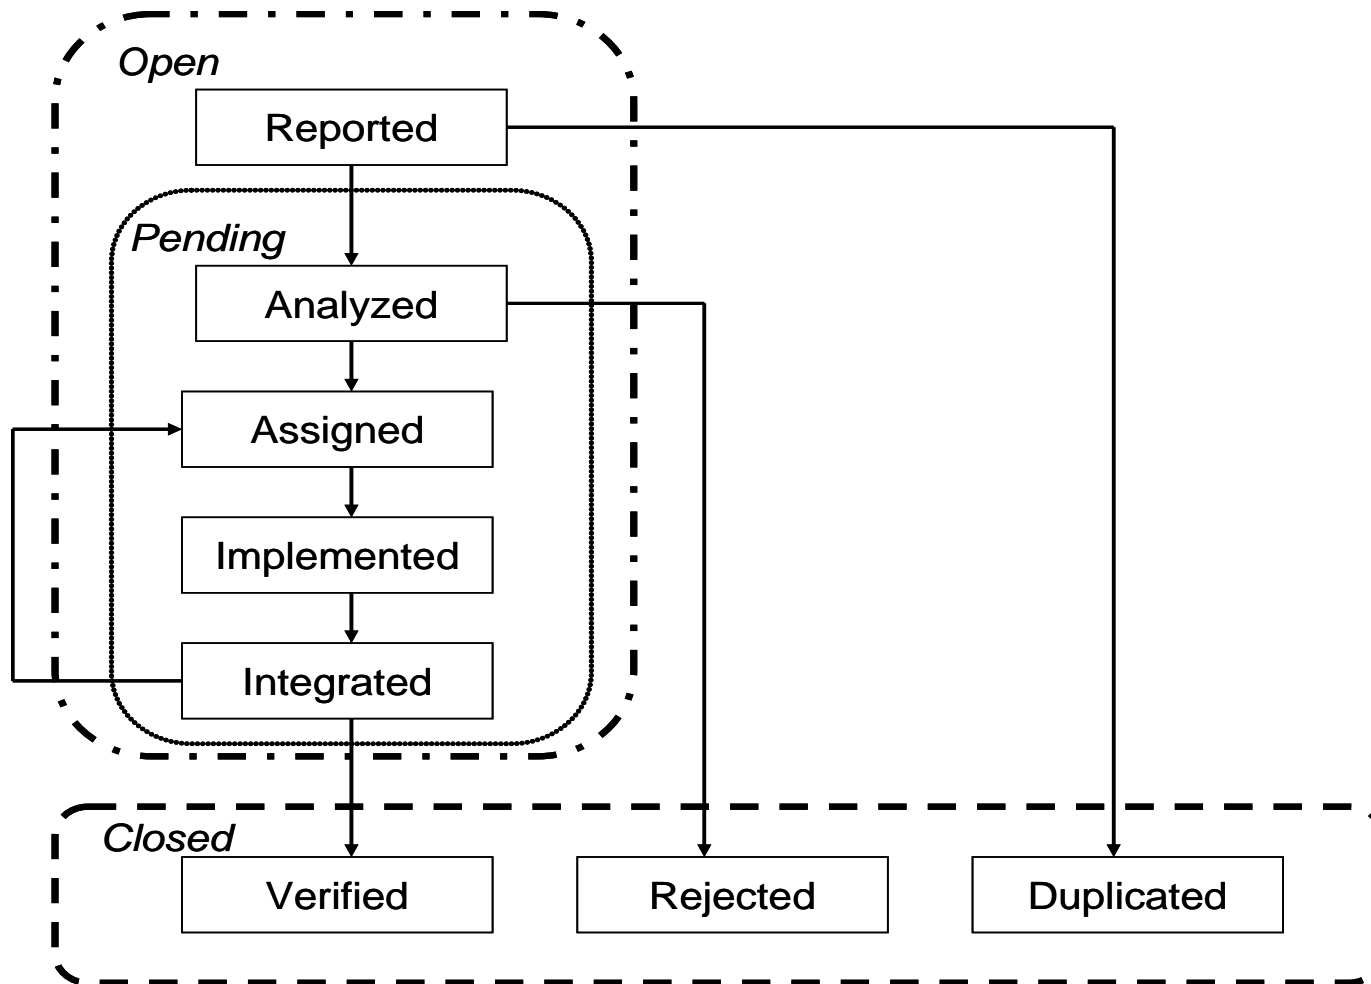 Open
Reported
Pending
Analyzed
Assigned
Implemented
Integrated
Closed
Verified
Rejected
Duplicated